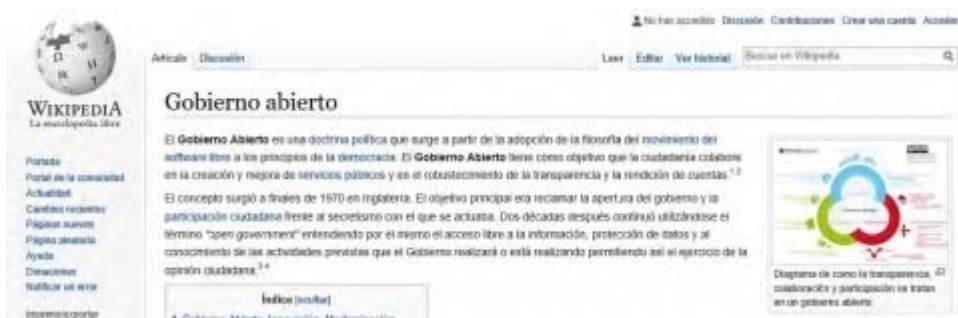 No has accedido Discusión Contribuciones Crear una cuenta Acceder
Artículo Discusión
Leer Editar Ver historial Buscar en Wikipedia
WIKIPEDIA
La enciclopedia libre
Portada
Portal de la comunidad
Actualidad
Cambios recientes
Páginas nuevas
Página aleatoria
Ayuda
Donaciones
Notificar un error
Imprimir/exportar
Gobierno abierto
El Gobierno Abierto es una doctrina política que surge a partir de la adopción de la filosofía del movimiento del
software libre a los principios de la democracia. El Gobierno Abierto tiene como objetivo que la ciudadanía colabore
en la creación y mejora de servicios públicos y en el robustecimiento de la transparencia y la rendición de cuentas.1 2
El concepto surgió a finales de 1970 en Inglaterra. El objetivo principal era reclamar la apertura del gobierno y la
participación ciudadana frente al secretismo con el que se actuaba. Dos décadas después continuó utilizándose el
término "open government" entendiendo por el mismo el acceso libre a la información, protección de datos y al
conocimiento de las actividades previstas que el Gobierno realizará o está realizando permitiendo así el ejercicio de la
opinión ciudadana.3 4
Índice [ocultar]
Diagrama de como la transparencia,
colaboración y participación se tratan
en un gobierno abierto